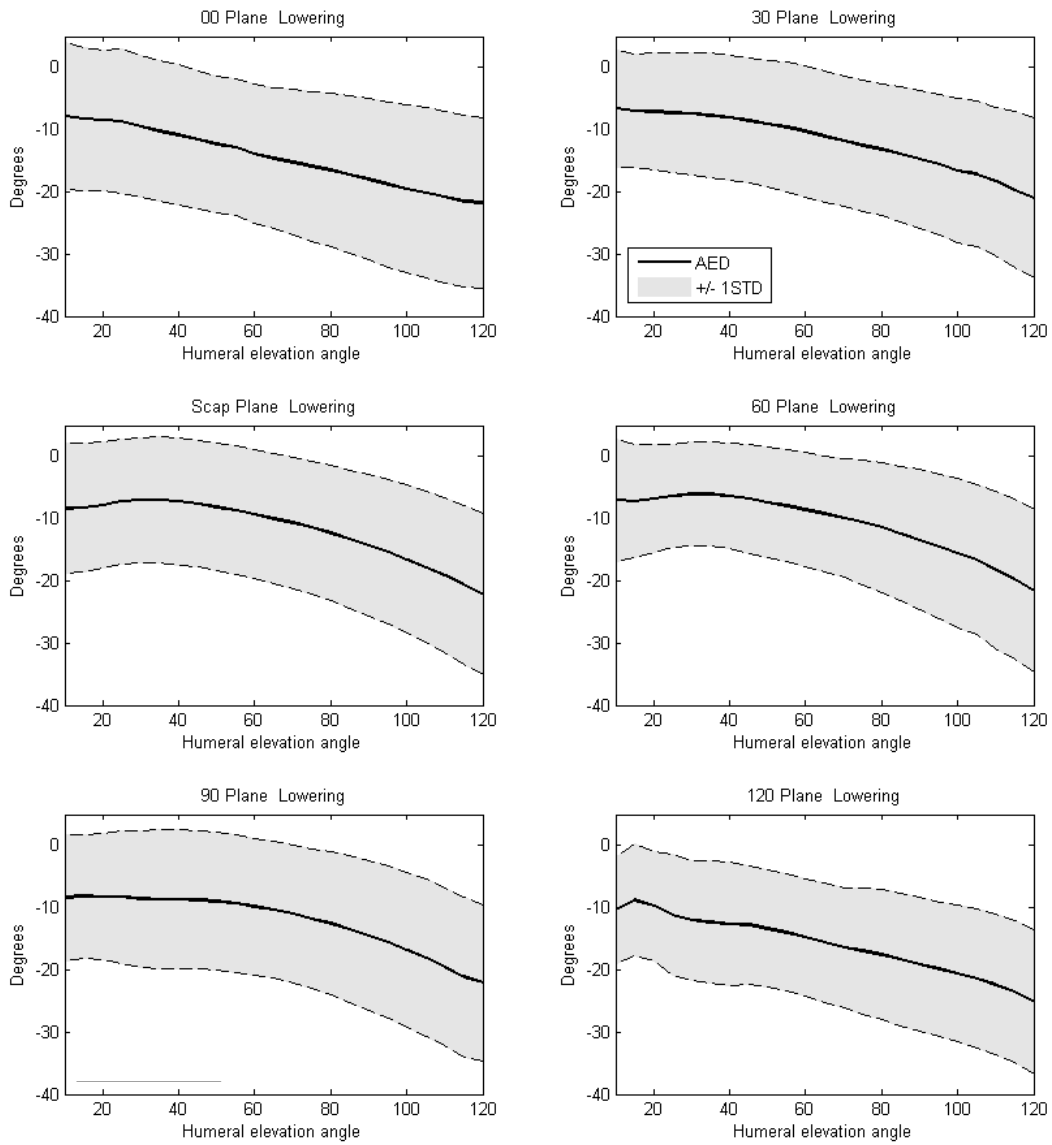 00 Plane Lowering
0
-10
-20
-30
-40
Degrees
20 40 60 80 100 120
Humeral elevation angle
30 Plane Lowering
0
-10
-20
-30
-40
Degrees
AED
+/- 1STD
20 40 60 80 100 120
Humeral elevation angle
Scap Plane Lowering
0
-10
-20
-30
-40
Degrees
20 40 60 80 100 120
Humeral elevation angle
60 Plane Lowering
0
-10
-20
-30
-40
Degrees
20 40 60 80 100 120
Humeral elevation angle
90 Plane Lowering
0
-10
-20
-30
-40
Degrees
20 40 60 80 100 120
Humeral elevation angle
120 Plane Lowering
0
-10
-20
-30
-40
Degrees
20 40 60 80 100 120
Humeral elevation angle